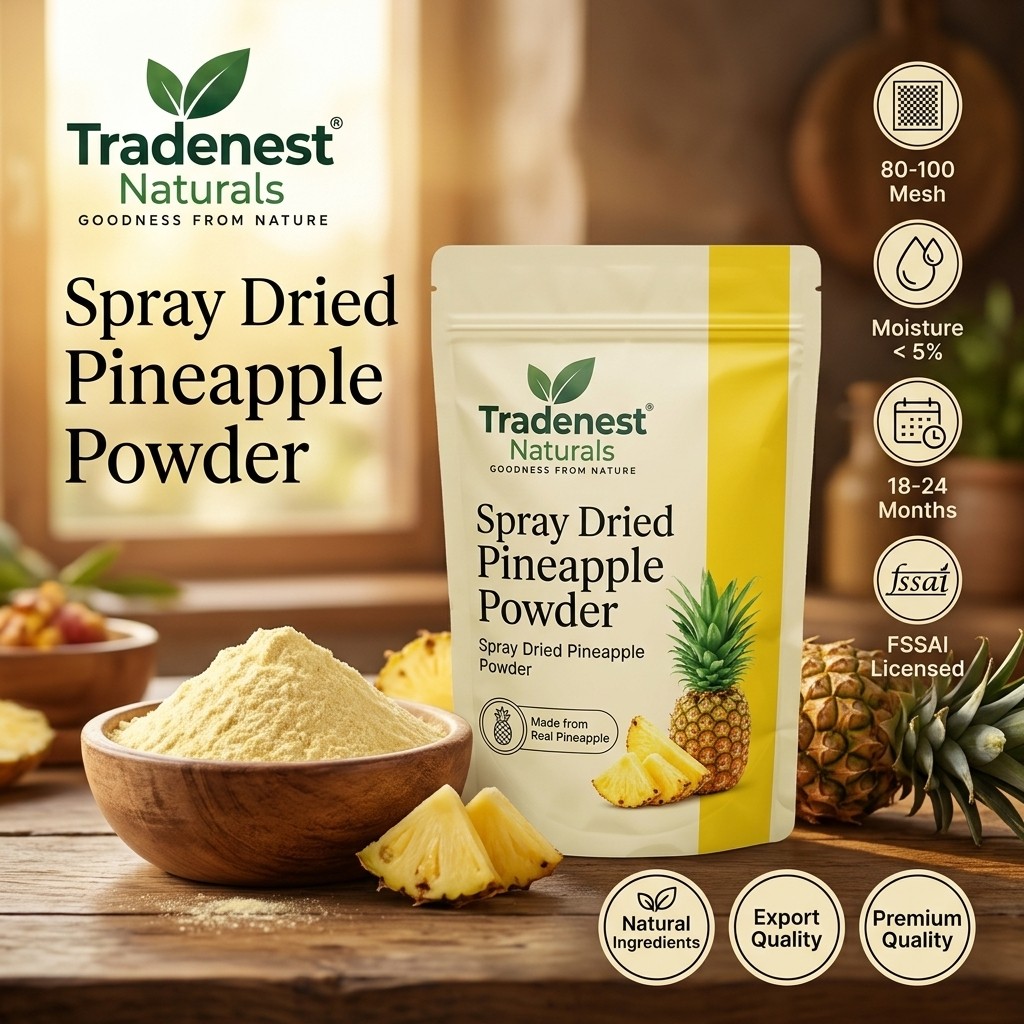 Tradenest®
Naturals
GOODNESS FROM NATURE
Spray Dried
Pineapple
Powder
80-100
Mesh
Moisture
< 5%
18-24
Months
fssai
FSSAI
Licensed
Tradenest®
Naturals
GOODNESS FROM NATURE
Spray Dried
Pineapple
Powder
Spray Dried Pineapple
Powder
Made from
Real Pineapple
Natural
Ingredients
Export
Quality
Premium
Quality